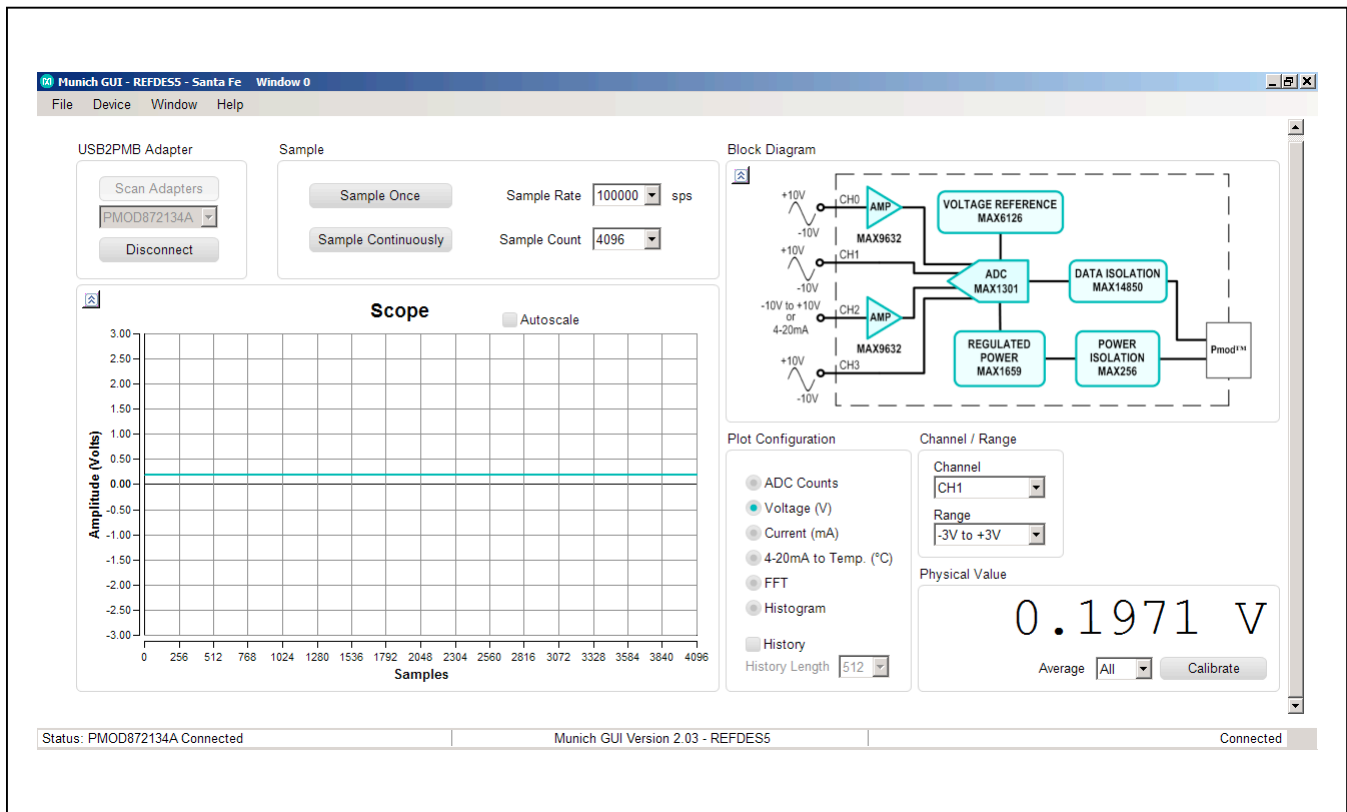 Munich GUI - REFDES5 - Santa Fe Window 0
File Device Window Help
USB2PMB Adapter
Scan Adapters
PMOD872134A
Disconnect
Sample
Sample Once
Sample Rate 100000 sps
Sample Continuously
Sample Count 4096
Block Diagram
+10V
-10V
CH0
AMP
MAX9632
VOLTAGE REFERENCE
MAX6126
+10V
-10V
CH1
ADC
MAX1301
DATA ISOLATION
MAX14850
-10V to +10V
or
4-20mA
CH2
AMP
MAX9632
REGULATED
POWER
MAX1659
POWER
ISOLATION
MAX256
Pmod™
+10V
-10V
CH3
Scope
Autoscale
Amplitude (Volts)
3.00
2.50
2.00
1.50
1.00
0.50
0.00
-0.50
-1.00
-1.50
-2.00
-2.50
-3.00
0 256 512 768 1024 1280 1536 1792 2048 2304 2560 2816 3072 3328 3584 3840 4096
Samples
Plot Configuration
ADC Counts
Voltage (V)
Current (mA)
4-20mA to Temp. (°C)
FFT
Histogram
History
History Length 512
Channel / Range
Channel
CH1
Range
-3V to +3V
Physical Value
0.1971 V
Average All Calibrate
Status: PMOD872134A Connected
Munich GUI Version 2.03 - REFDES5
Connected